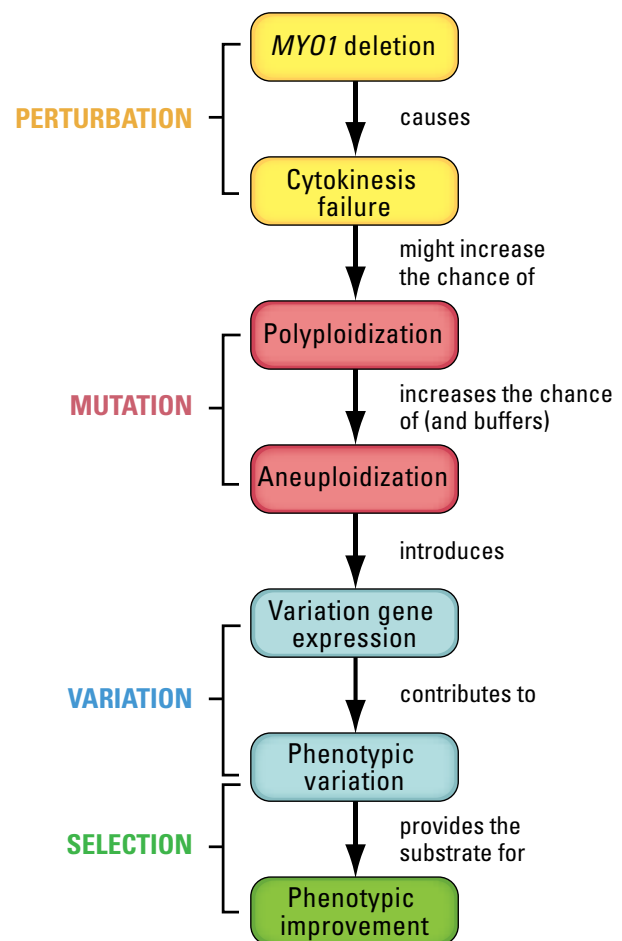 MYO1 deletion
PERTURBATION
causes
Cytokinesis
failure
might increase
the chance of
Polyploidization
MUTATION
increases the chance
of (and buffers)
Aneuploidization
introduces
Variation gene
expression
VARIATION
contributes to
Phenotypic
variation
SELECTION
provides the
substrate for
Phenotypic
improvement